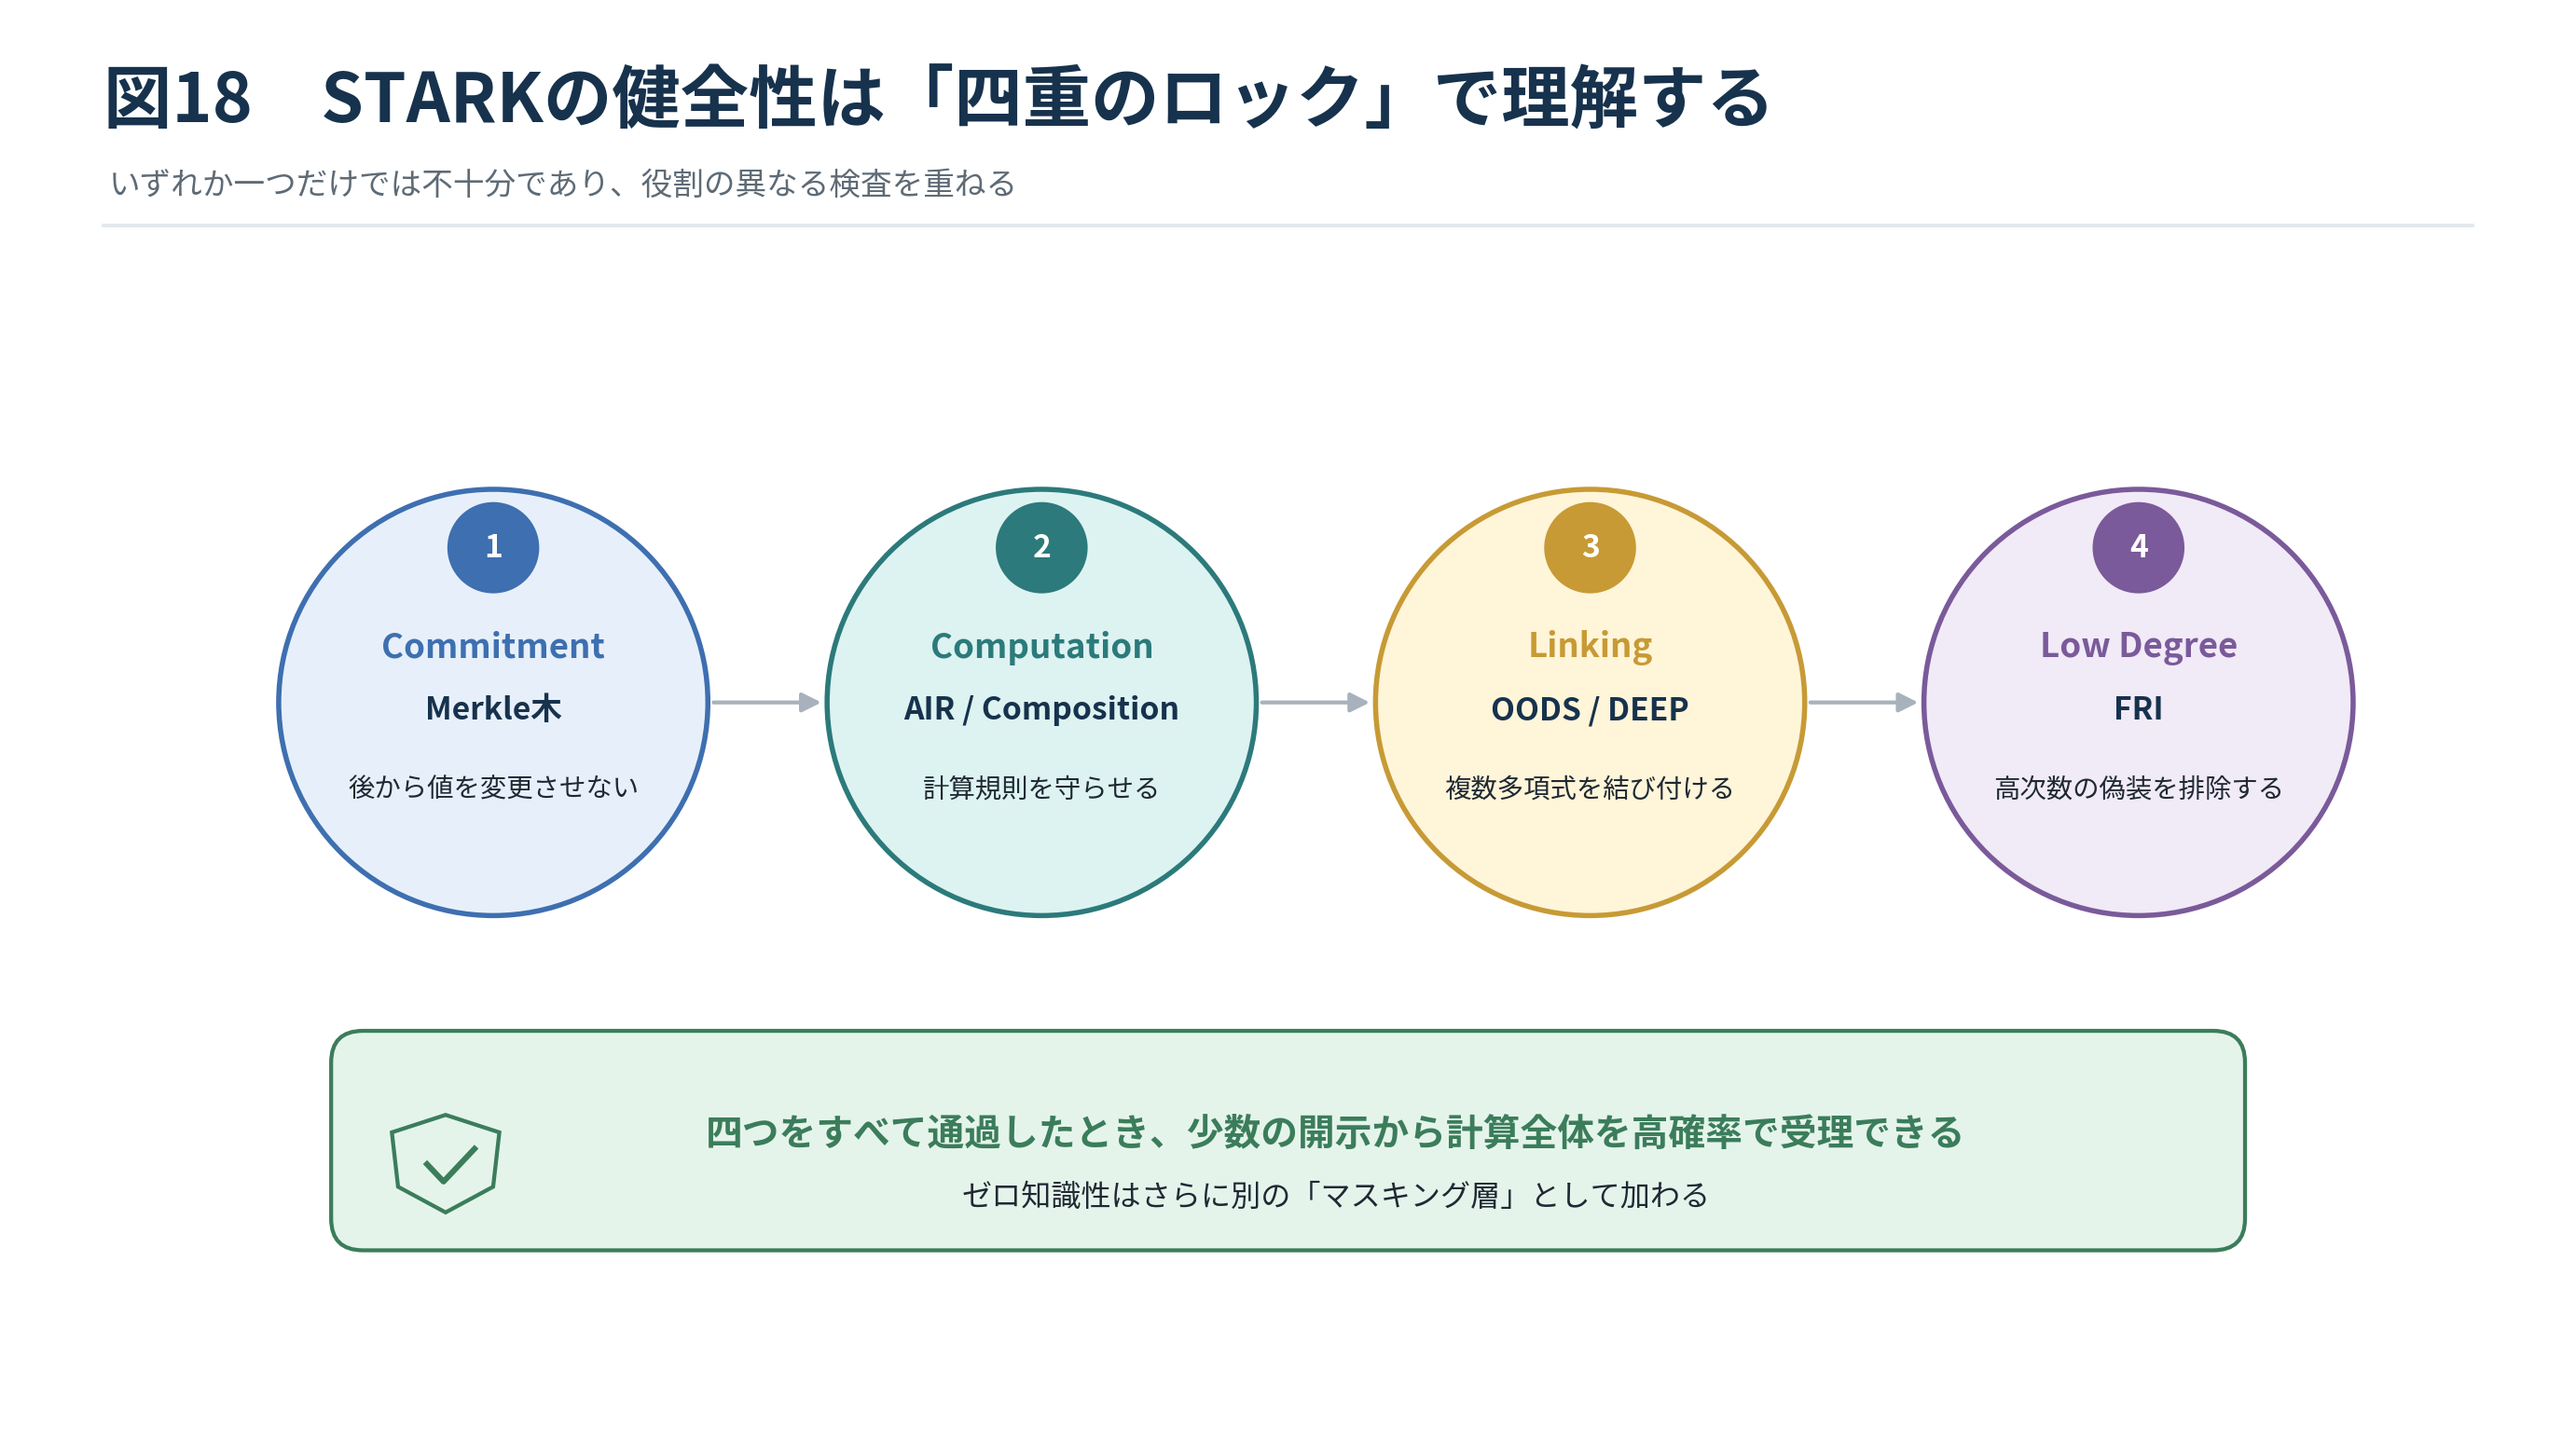 図18　STARKの健全性は「四重のロック」で理解する
いずれか一つだけでは不十分であり、役割の異なる検査を重ねる
1
Commitment
Merkle木
後から値を変更させない
2
Computation
AIR / Composition
計算規則を守らせる
3
Linking
OODS / DEEP
複数多項式を結び付ける
4
Low Degree
FRI
高次数の偽装を排除する
四つをすべて通過したとき、少数の開示から計算全体を高確率で受理できる
ゼロ知識性はさらに別の「マスキング層」として加わる